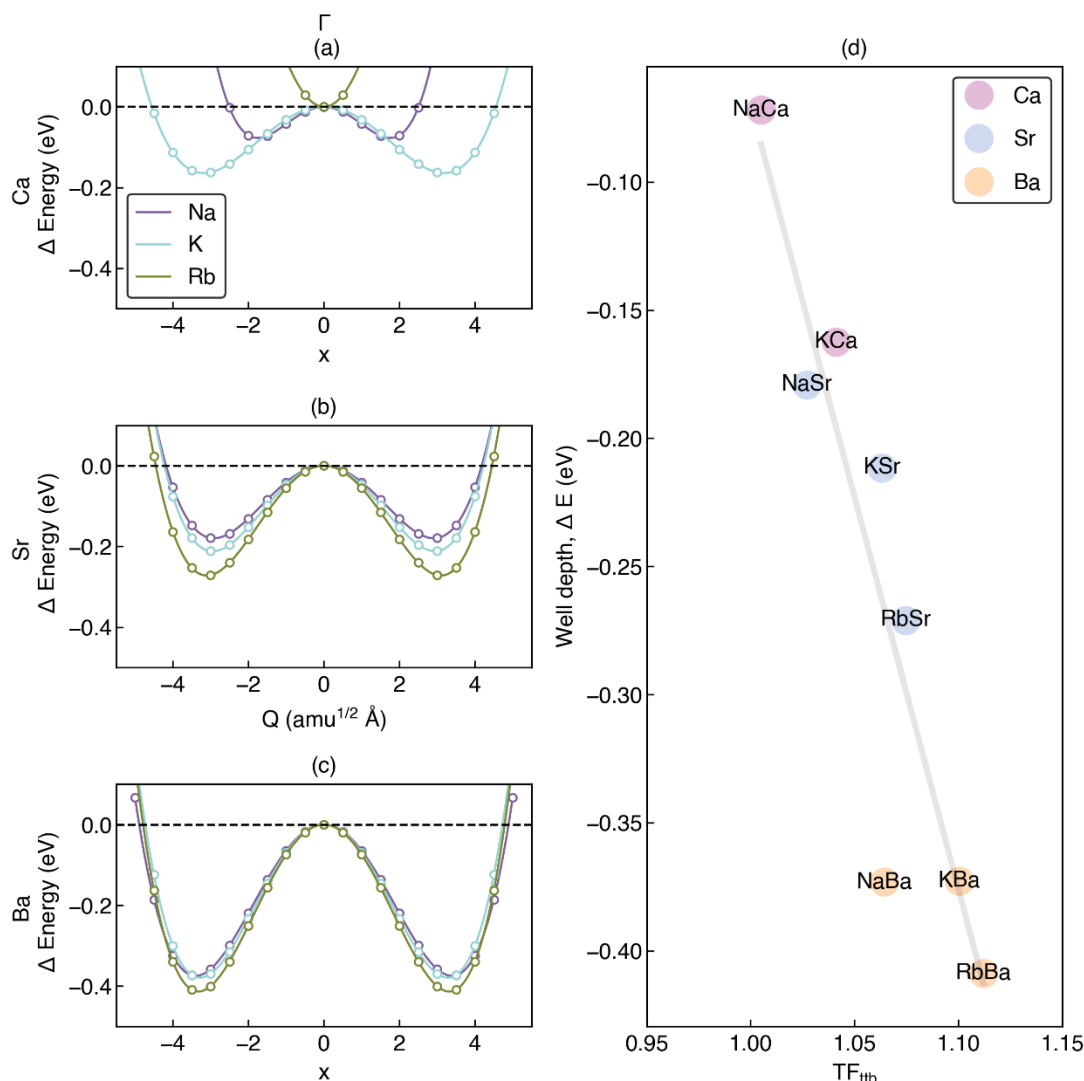 Γ
(a)
0.0
−0.2
−0.4
Ca
Δ Energy (eV)
Na
K
Rb
−4 −2 0 2 4
x
(b)
0.0
−0.2
−0.4
Sr
Δ Energy (eV)
−4 −2 0 2 4
Q (amu^{1/2} Å)
(c)
0.0
−0.2
−0.4
Ba
Δ Energy (eV)
−4 −2 0 2 4
x
(d)
Ca
Sr
Ba
−0.10
−0.15
−0.20
−0.25
−0.30
−0.35
−0.40
Well depth, Δ E (eV)
NaCa
KCa
NaSr
KSr
RbSr
NaBa
KBa
RbBa
0.95 1.00 1.05 1.10 1.15
TF_{ttb}